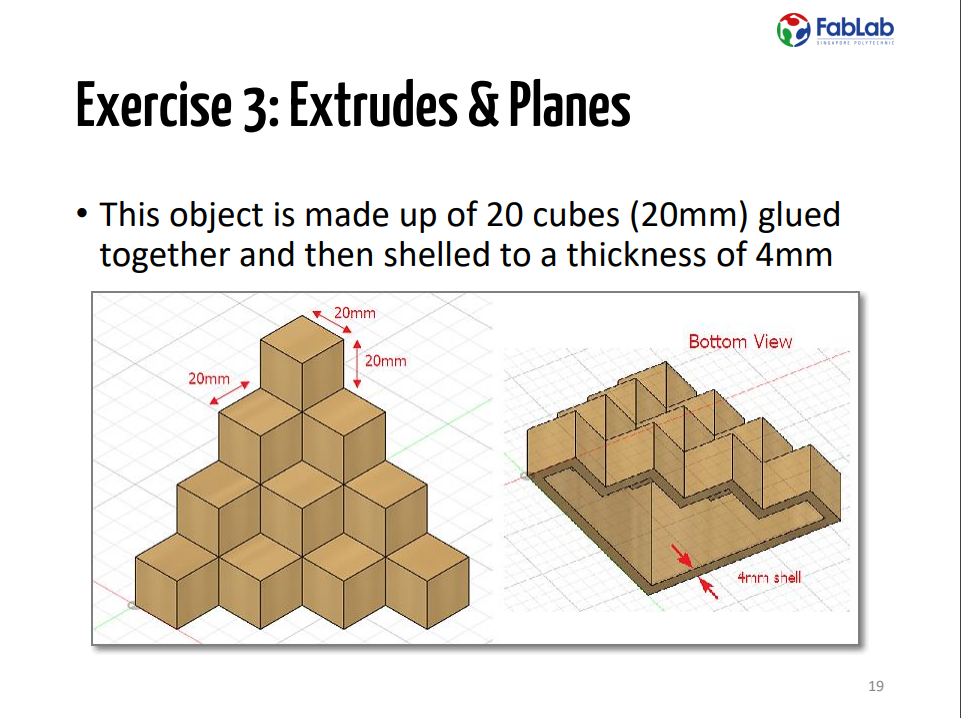 FabLab
SINGAPORE POLYTECHNIC
Exercise 3: Extrudes & Planes
• This object is made up of 20 cubes (20mm) glued
together and then shelled to a thickness of 4mm
20mm
20mm
20mm
Bottom View
4mm shell
19